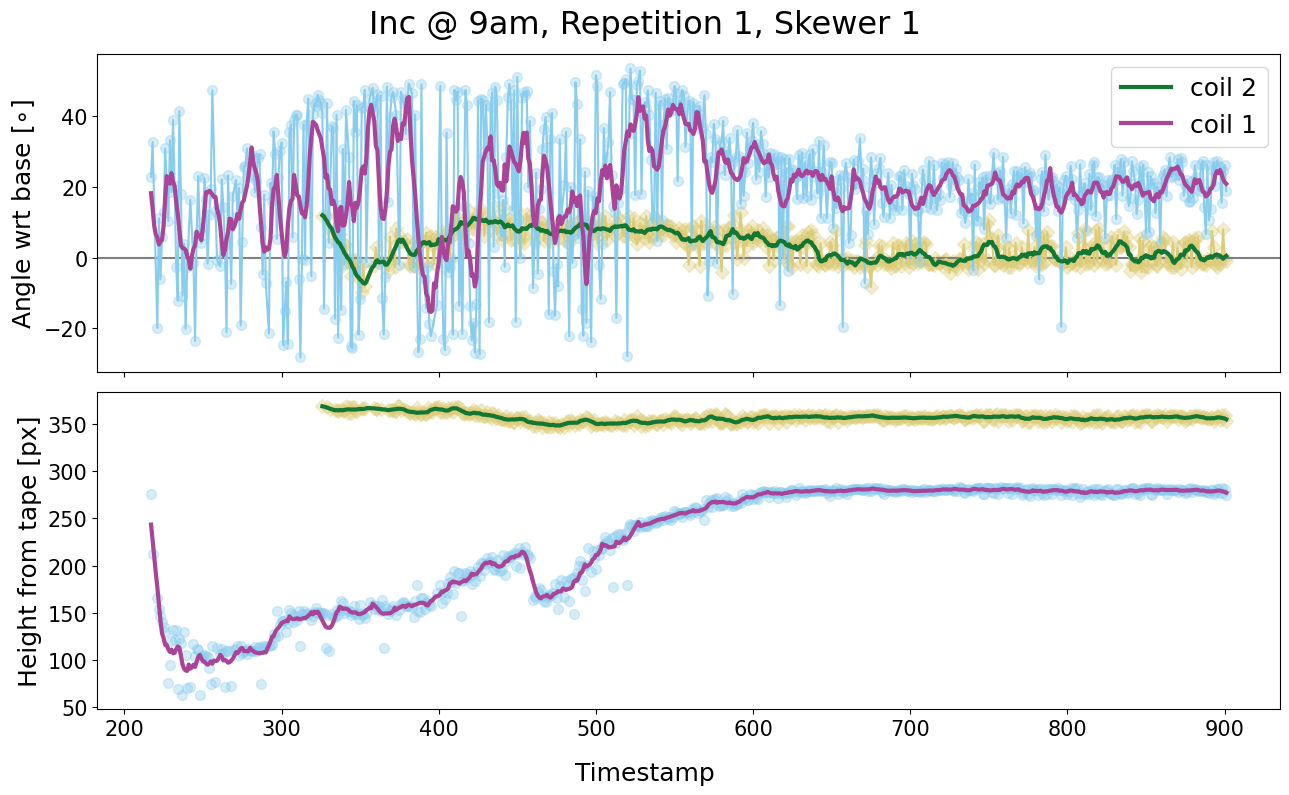 Inc @ 9am, Repetition 1, Skewer 1
Angle wrt base [∘]
40
20
0
−20
coil 2
coil 1
Height from tape [px]
350
300
250
200
150
100
50
200 300 400 500 600 700 800 900
Timestamp